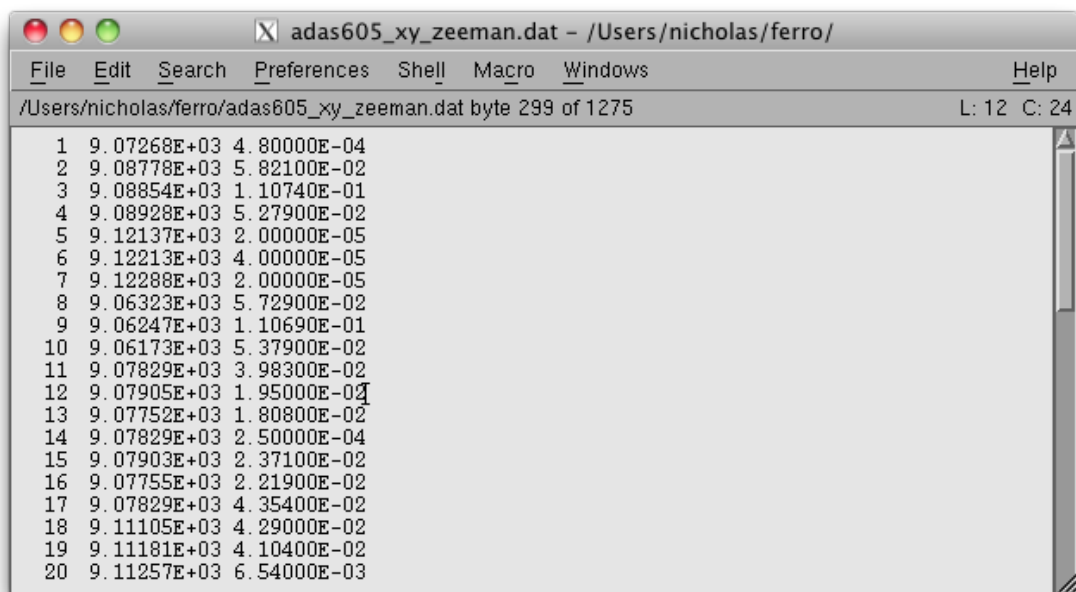 X adas605_xy_zeeman.dat – /Users/nicholas/ferro/
File Edit Search Preferences Shell Macro Windows Help
/Users/nicholas/ferro/adas605_xy_zeeman.dat byte 299 of 1275 L: 12 C: 24
1 9.07268E+03 4.80000E-04
2 9.08778E+03 5.82100E-02
3 9.08854E+03 1.10740E-01
4 9.08928E+03 5.27900E-02
5 9.12137E+03 2.00000E-05
6 9.12213E+03 4.00000E-05
7 9.12288E+03 2.00000E-05
8 9.06323E+03 5.72900E-02
9 9.06247E+03 1.10690E-01
10 9.06173E+03 5.37900E-02
11 9.07829E+03 3.98300E-02
12 9.07905E+03 1.95000E-02
13 9.07752E+03 1.80800E-02
14 9.07829E+03 2.50000E-04
15 9.07903E+03 2.37100E-02
16 9.07755E+03 2.21900E-02
17 9.07829E+03 4.35400E-02
18 9.11105E+03 4.29000E-02
19 9.11181E+03 4.10400E-02
20 9.11257E+03 6.54000E-03